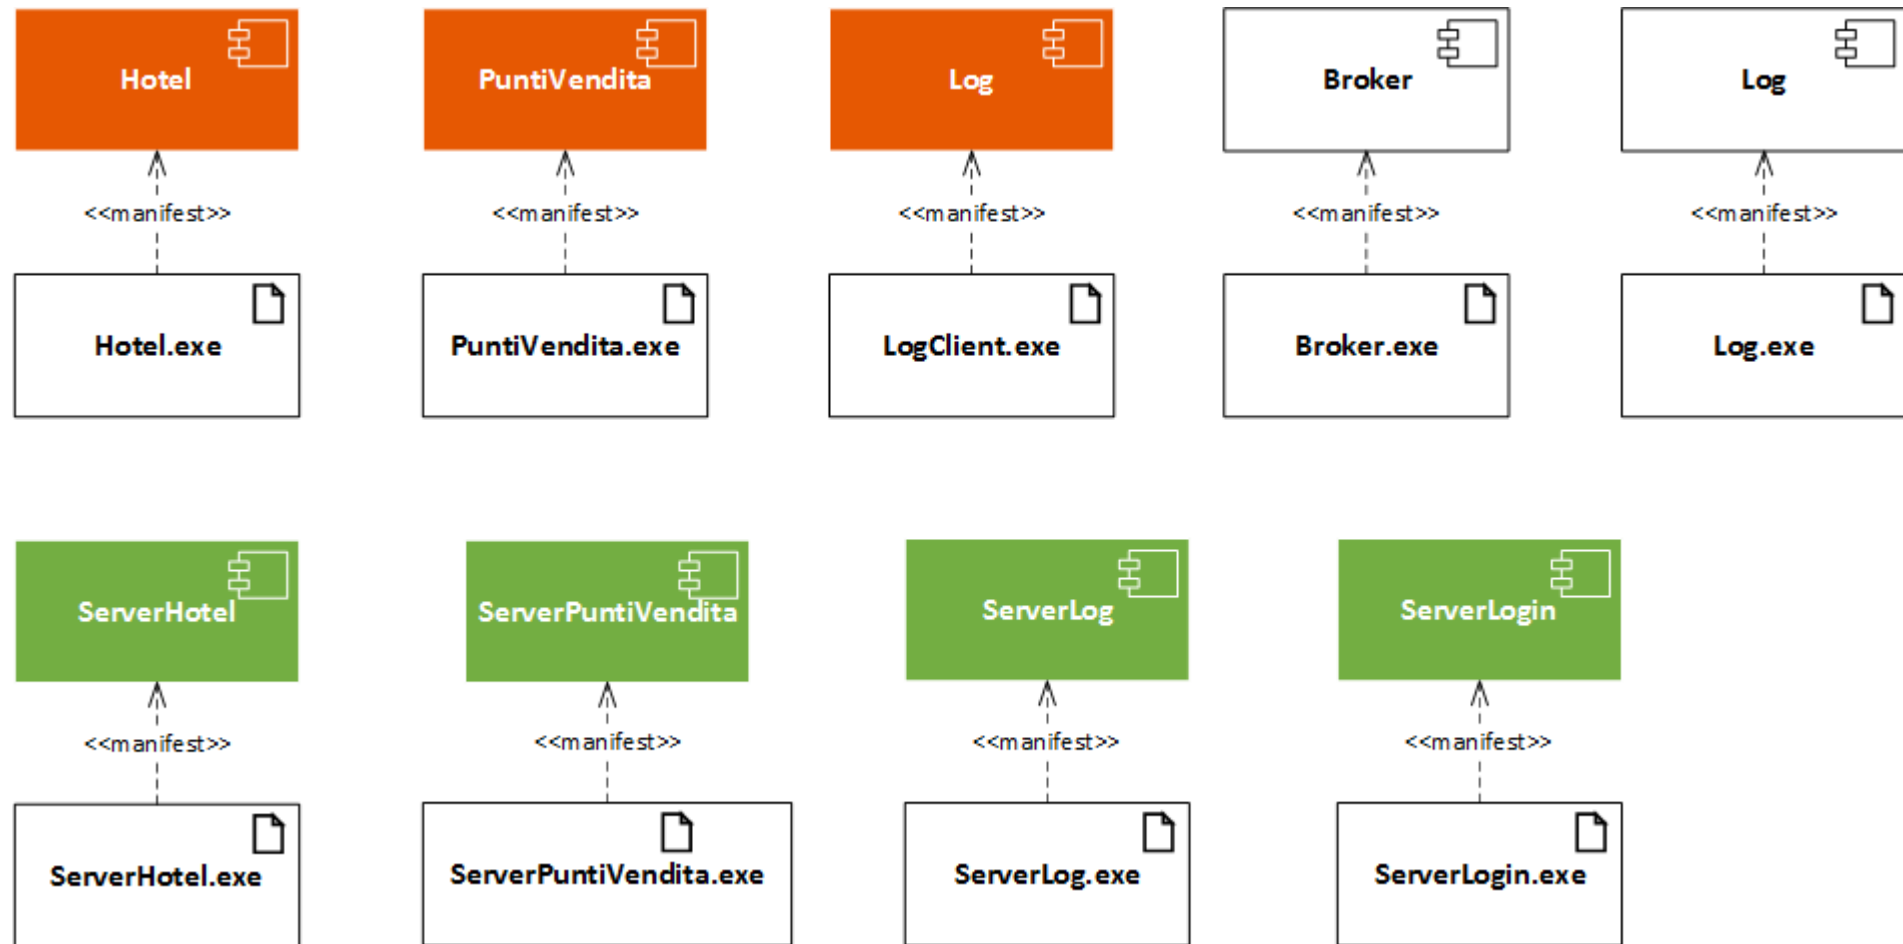 Hotel
PuntiVendita
Log
Broker
Log
<<manifest>>
<<manifest>>
<<manifest>>
<<manifest>>
<<manifest>>
Hotel.exe
PuntiVendita.exe
LogClient.exe
Broker.exe
Log.exe
ServerHotel
ServerPuntiVendita
ServerLog
ServerLogin
<<manifest>>
<<manifest>>
<<manifest>>
<<manifest>>
ServerHotel.exe
ServerPuntiVendita.exe
ServerLog.exe
ServerLogin.exe